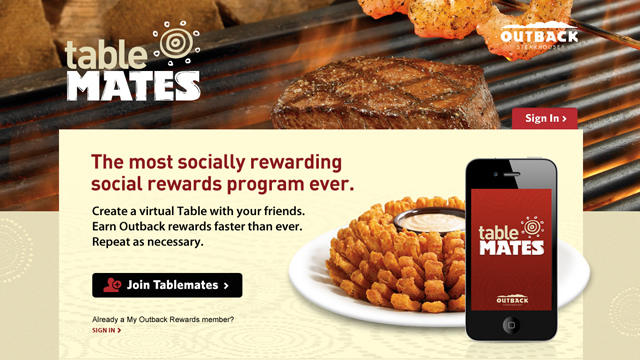 table
MATES
OUTBACK
STEAKHOUSE
Sign In >
The most socially rewarding
social rewards program ever.
Create a virtual Table with your friends.
Earn Outback rewards faster than ever.
Repeat as necessary.
Join Tablemates >
Already a My Outback Rewards member?
SIGN IN >
table
MATES
OUTBACK